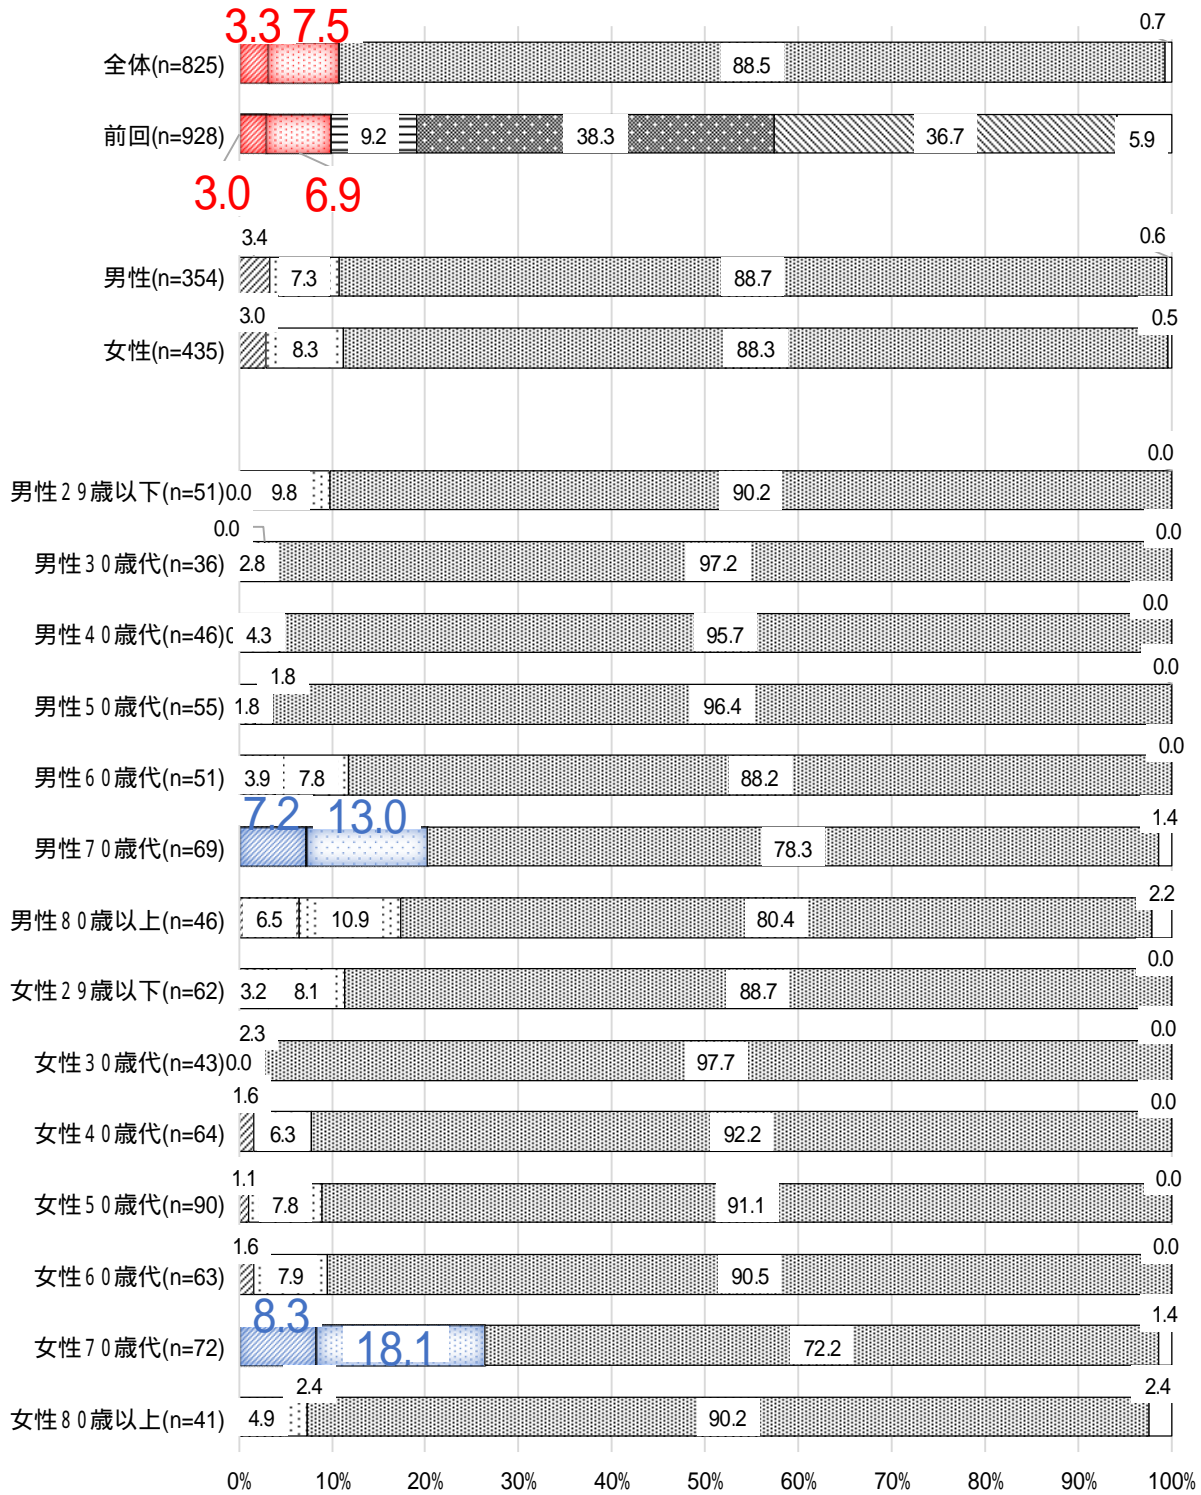 3.3 7.5 0.7
全体(n=825) 88.5
前回(n=928) 9.2 38.3 36.7 5.9
3.0 6.9
3.4 0.6
男性(n=354) 7.3 88.7
3.0 0.5
女性(n=435) 8.3 88.3
0.0
男性29歳以下(n=51) 0.0 9.8 90.2
0.0 0.0
男性30歳代(n=36) 2.8 97.2
0.0
男性40歳代(n=46) 4.3 95.7
1.8 0.0
男性50歳代(n=55) 1.8 96.4
0.0
男性60歳代(n=51) 3.9 7.8 88.2
7.2 13.0 1.4
男性70歳代(n=69) 78.3
2.2
男性80歳以上(n=46) 6.5 10.9 80.4
0.0
女性29歳以下(n=62) 3.2 8.1 88.7
2.3 0.0
女性30歳代(n=43) 0.0 97.7
1.6 0.0
女性40歳代(n=64) 6.3 92.2
1.1 0.0
女性50歳代(n=90) 7.8 91.1
1.6 0.0
女性60歳代(n=63) 7.9 90.5
8.3 1.4
女性70歳代(n=72) 18.1 72.2
2.4 2.4
女性80歳以上(n=41) 4.9 90.2
0% 10% 20% 30% 40% 50% 60% 70% 80% 90% 100%